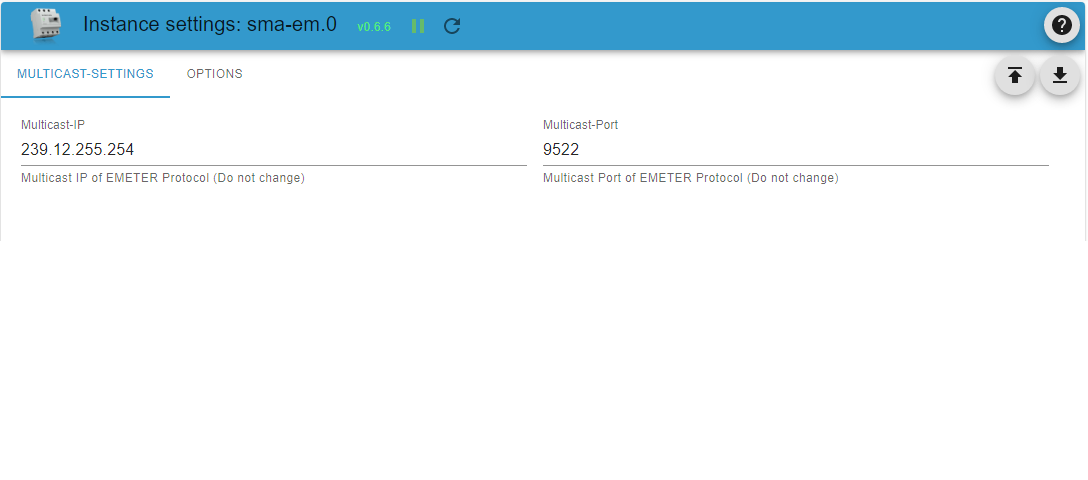 Instance settings: sma-em.0 v0.6.6
MULTICAST-SETTINGS OPTIONS
Multicast-IP Multicast-Port
239.12.255.254 9522
Multicast IP of EMETER Protocol (Do not change) Multicast Port of EMETER Protocol (Do not change)